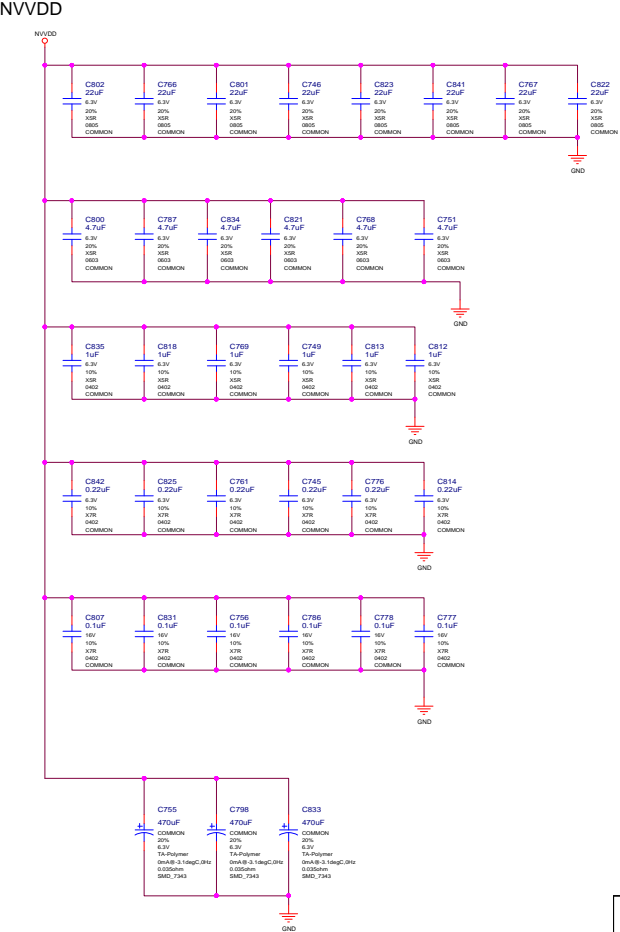 NVVDD
NVVDD
C802 C766 C801 C746 C823 C841 C767 C822
22uF 22uF 22uF 22uF 22uF 22uF 22uF 22uF
6.3V 6.3V 6.3V 6.3V 6.3V 6.3V 6.3V 6.3V
20% 20% 20% 20% 20% 20% 20% 20%
X5R X5R X5R X5R X5R X5R X5R X5R
0805 0805 0805 0805 0805 0805 0805 0805
COMMON COMMON COMMON COMMON COMMON COMMON COMMON COMMON
GND
C800 C787 C834 C821 C768 C751
4.7uF 4.7uF 4.7uF 4.7uF 4.7uF 4.7uF
6.3V 6.3V 6.3V 6.3V 6.3V 6.3V
20% 20% 20% 20% 20% 20%
X5R X5R X5R X5R X5R X5R
0603 0603 0603 0603 0603 0603
COMMON COMMON COMMON COMMON COMMON COMMON
GND
C835 C818 C769 C749 C813 C812
1uF 1uF 1uF 1uF 1uF 1uF
6.3V 6.3V 6.3V 6.3V 6.3V 6.3V
10% 10% 10% 10% 10% 10%
X5R X5R X5R X5R X5R X5R
0402 0402 0402 0402 0402 0402
COMMON COMMON COMMON COMMON COMMON COMMON
GND
C842 C825 C761 C745 C776 C814
0.22uF 0.22uF 0.22uF 0.22uF 0.22uF 0.22uF
6.3V 6.3V 6.3V 6.3V 6.3V 6.3V
10% 10% 10% 10% 10% 10%
X7R X7R X7R X7R X7R X7R
0402 0402 0402 0402 0402 0402
COMMON COMMON COMMON COMMON COMMON COMMON
GND
C807 C831 C756 C786 C778 C777
0.1uF 0.1uF 0.1uF 0.1uF 0.1uF 0.1uF
16V 16V 16V 16V 16V 16V
10% 10% 10% 10% 10% 10%
X7R X7R X7R X7R X7R X7R
0402 0402 0402 0402 0402 0402
COMMON COMMON COMMON COMMON COMMON COMMON
GND
C755 C798 C833
470uF 470uF 470uF
COMMON COMMON COMMON
20% 20% 20%
6.3V 6.3V 6.3V
TA-Polymer TA-Polymer TA-Polymer
0mA@-3.1degC,0Hz 0mA@-3.1degC,0Hz 0mA@-3.1degC,0Hz
0.035ohm 0.035ohm 0.035ohm
SMD_7343 SMD_7343 SMD_7343
GND